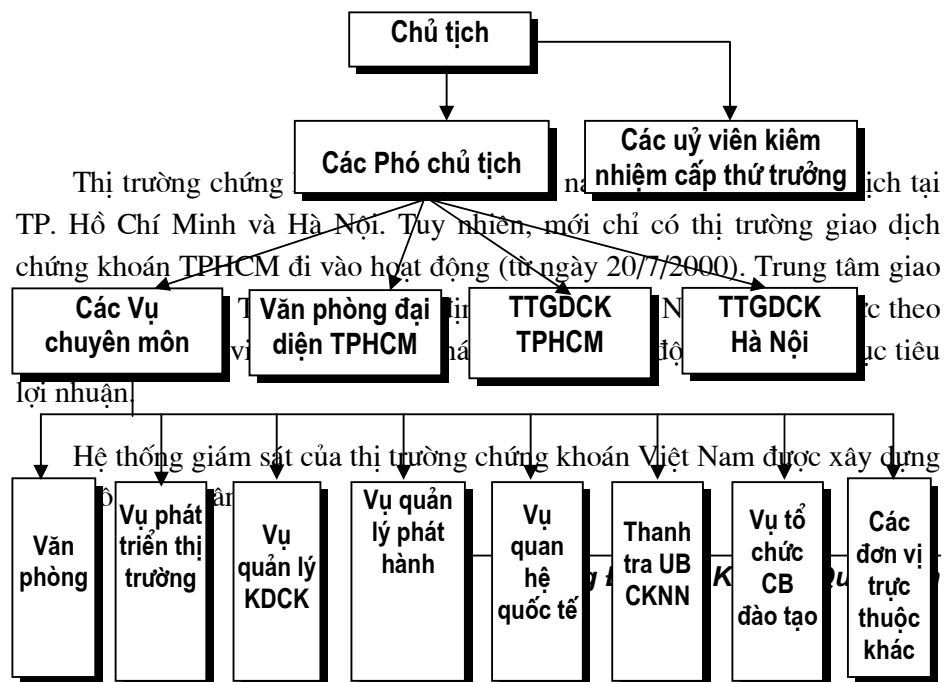 Chủ tịch
Các Phó chủ tịch
Các uỷ viên kiêm
nhiệm cấp thứ trưởng
Thị trường chứng
ịch tại
TP. Hồ Chí Minh và Hà Nội. Tuy nhiên, mới chỉ có thị trường giao dịch
chứng khoán TPHCM đi vào hoạt động (từ ngày 20/7/2000). Trung tâm giao
Các Vụ
chuyên môn
Văn phòng đại
diện TPHCM
TTGDCK
TPHCM
TTGDCK
Hà Nội
theo
tiêu
lợi nhuận.
Hệ thống giám sát của thị trường chứng khoán Việt Nam được xây dựng
Văn
phòng
Vụ phát
triển thị
trường
Vụ
quản lý
KDCK
Vụ quản
lý phát
hành
Vụ
quan
hệ
quốc tế
Thanh
tra UB
CKNN
Vụ tổ
chức
CB
đào tạo
Các
đơn vị
trực
thuộc
khác